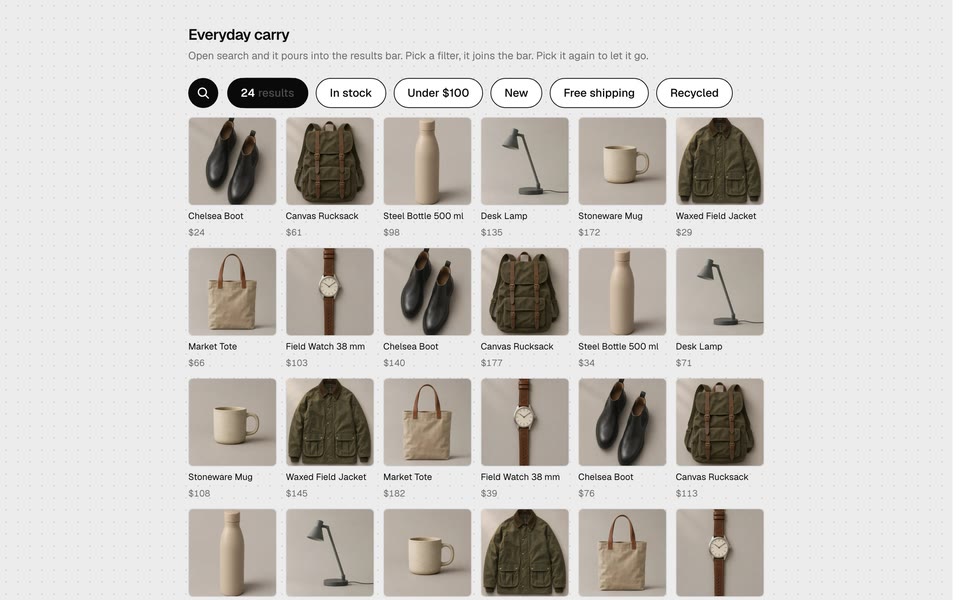 Everyday carry
Open search and it pours into the results bar. Pick a filter, it joins the bar. Pick it again to let it go.
24 results In stock Under $100 New Free shipping Recycled
Chelsea Boot Canvas Rucksack Steel Bottle 500 ml Desk Lamp Stoneware Mug Waxed Field Jacket
$24 $61 $98 $135 $172 $29
Market Tote Field Watch 38 mm Chelsea Boot Canvas Rucksack Steel Bottle 500 ml Desk Lamp
$66 $103 $140 $177 $34 $71
Stoneware Mug Waxed Field Jacket Market Tote Field Watch 38 mm Chelsea Boot Canvas Rucksack
$108 $145 $182 $39 $76 $113